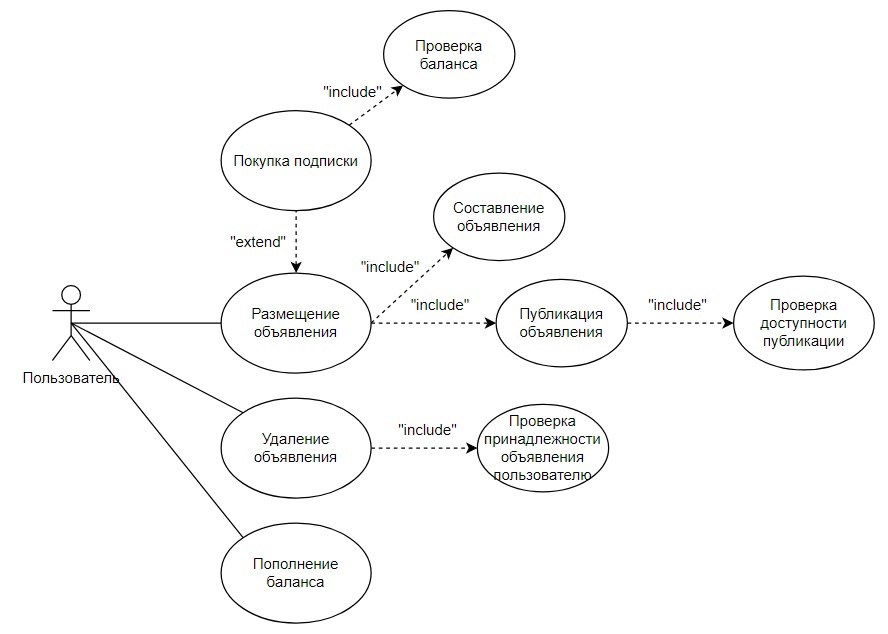 Проверка
баланса
"include"
Покупка подписки
"extend"
Составление
объявления
"include"
Размещение
объявления
"include"
Публикация
объявления
"include"
Проверка
доступности
публикации
Пользователь
Удаление
объявления
"include"
Проверка
принадлежности
объявления
пользователю
Пополнение
баланса